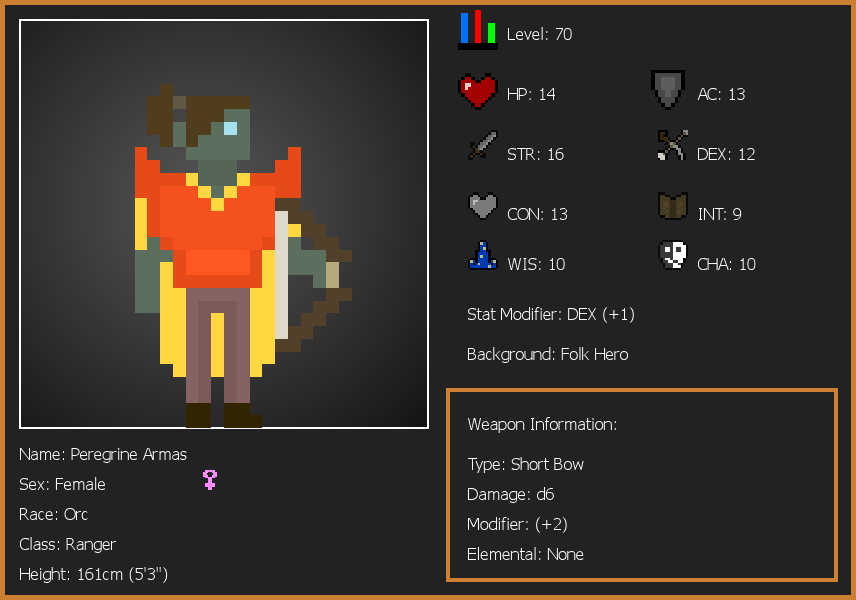 Level: 70
HP: 14
AC: 13
STR: 16
DEX: 12
CON: 13
INT: 9
WIS: 10
CHA: 10
Stat Modifier: DEX (+1)
Background: Folk Hero
Weapon Information:
Type: Short Bow
Damage: d6
Modifier: (+2)
Elemental: None
Name: Peregrine Armas
Sex: Female
Race: Orc
Class: Ranger
Height: 161cm (5'3")